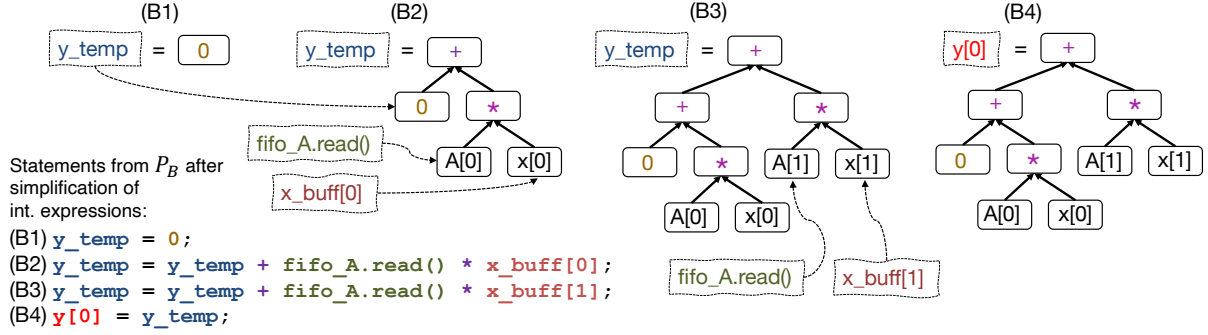 (B1)
y_temp = 0
(B2)
y_temp = +
0 *
fifo_A.read()
A[0] x[0]
x_buff[0]
(B3)
y_temp = +
+ *
0 * A[1] x[1]
A[0] x[0]
fifo_A.read() x_buff[1]
(B4)
y[0] = +
+ *
0 * A[1] x[1]
A[0] x[0]
Statements from P_B after
simplification of
int. expressions:
(B1) y_temp = 0;
(B2) y_temp = y_temp + fifo_A.read() * x_buff[0];
(B3) y_temp = y_temp + fifo_A.read() * x_buff[1];
(B4) y[0] = y_temp;